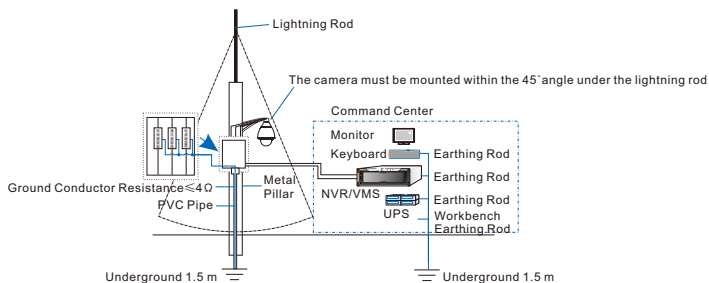 Lightning Rod
The camera must be mounted within the 45°angle under the lightning rod
Command Center
Monitor
Keyboard
Earthing Rod
Earthing Rod
NVR/VMS
Earthing Rod
UPS
Workbench
Earthing Rod
Ground Conductor Resistance≤4Ω
Metal
Pillar
PVC Pipe
Underground 1.5 m
Underground 1.5 m